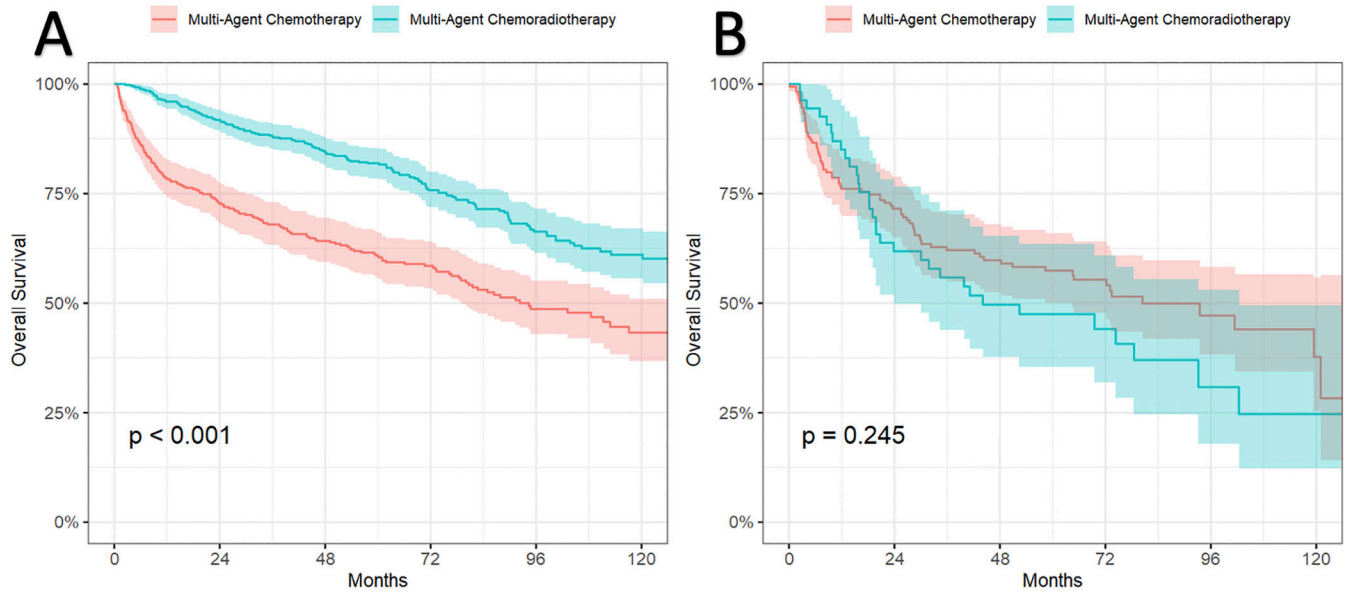 A
Multi-Agent Chemotherapy Multi-Agent Chemoradiotherapy
100%
75%
50%
25%
0%
Overall Survival
p < 0.001
0 24 48 72 96 120
Months
B
Multi-Agent Chemotherapy Multi-Agent Chemoradiotherapy
100%
75%
50%
25%
0%
Overall Survival
p = 0.245
0 24 48 72 96 120
Months